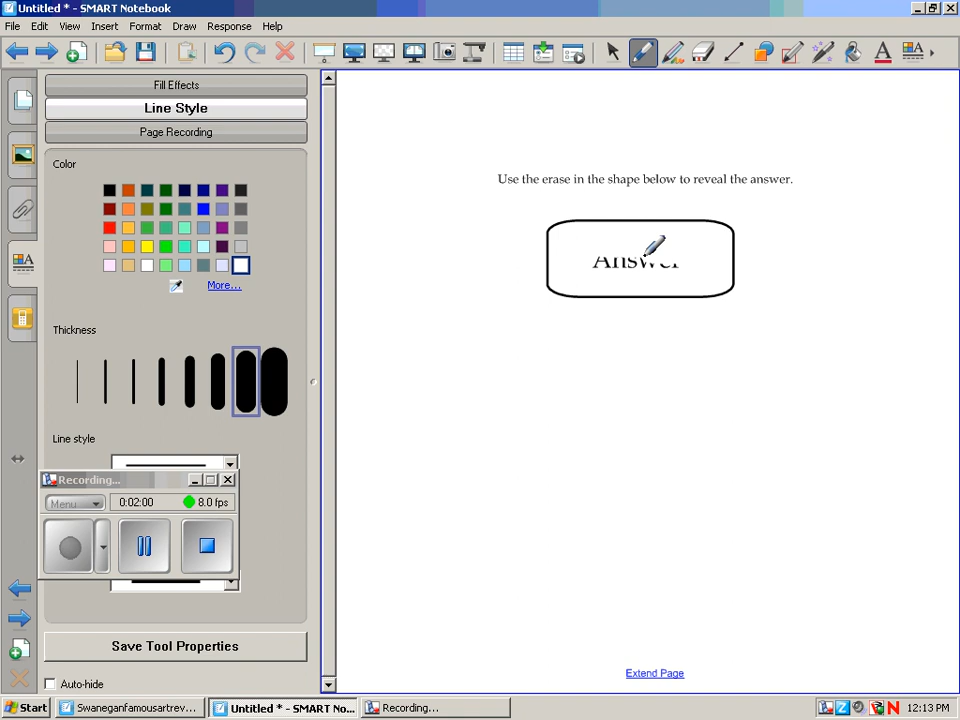 Untitled * - SMART Notebook
File Edit View Insert Format Draw Response Help
Fill Effects
Line Style
Page Recording
Color
More...
Thickness
Line style
Recording...
Menu 0:02:00 8.0 fps
Save Tool Properties
Auto-hide
Use the erase in the shape below to reveal the answer.
Answer
Extend Page
Start Swaneganfamousartrev... Untitled * - SMART No... Recording... 12:13 PM